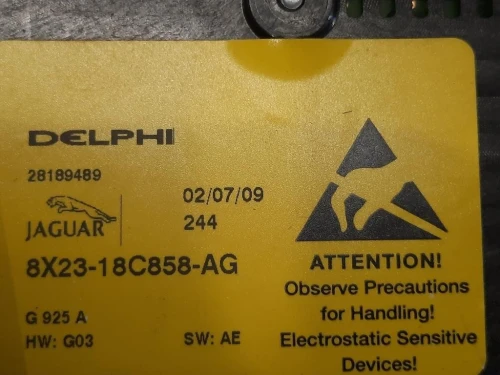 DELPHI
28189489
JAGUAR
02/07/09
244
8X23-18C858-AG
G 925 A
HW: G03 SW: AE
ATTENTION!
Observe Precautions
for Handling!
Electrostatic Sensitive
Devices!